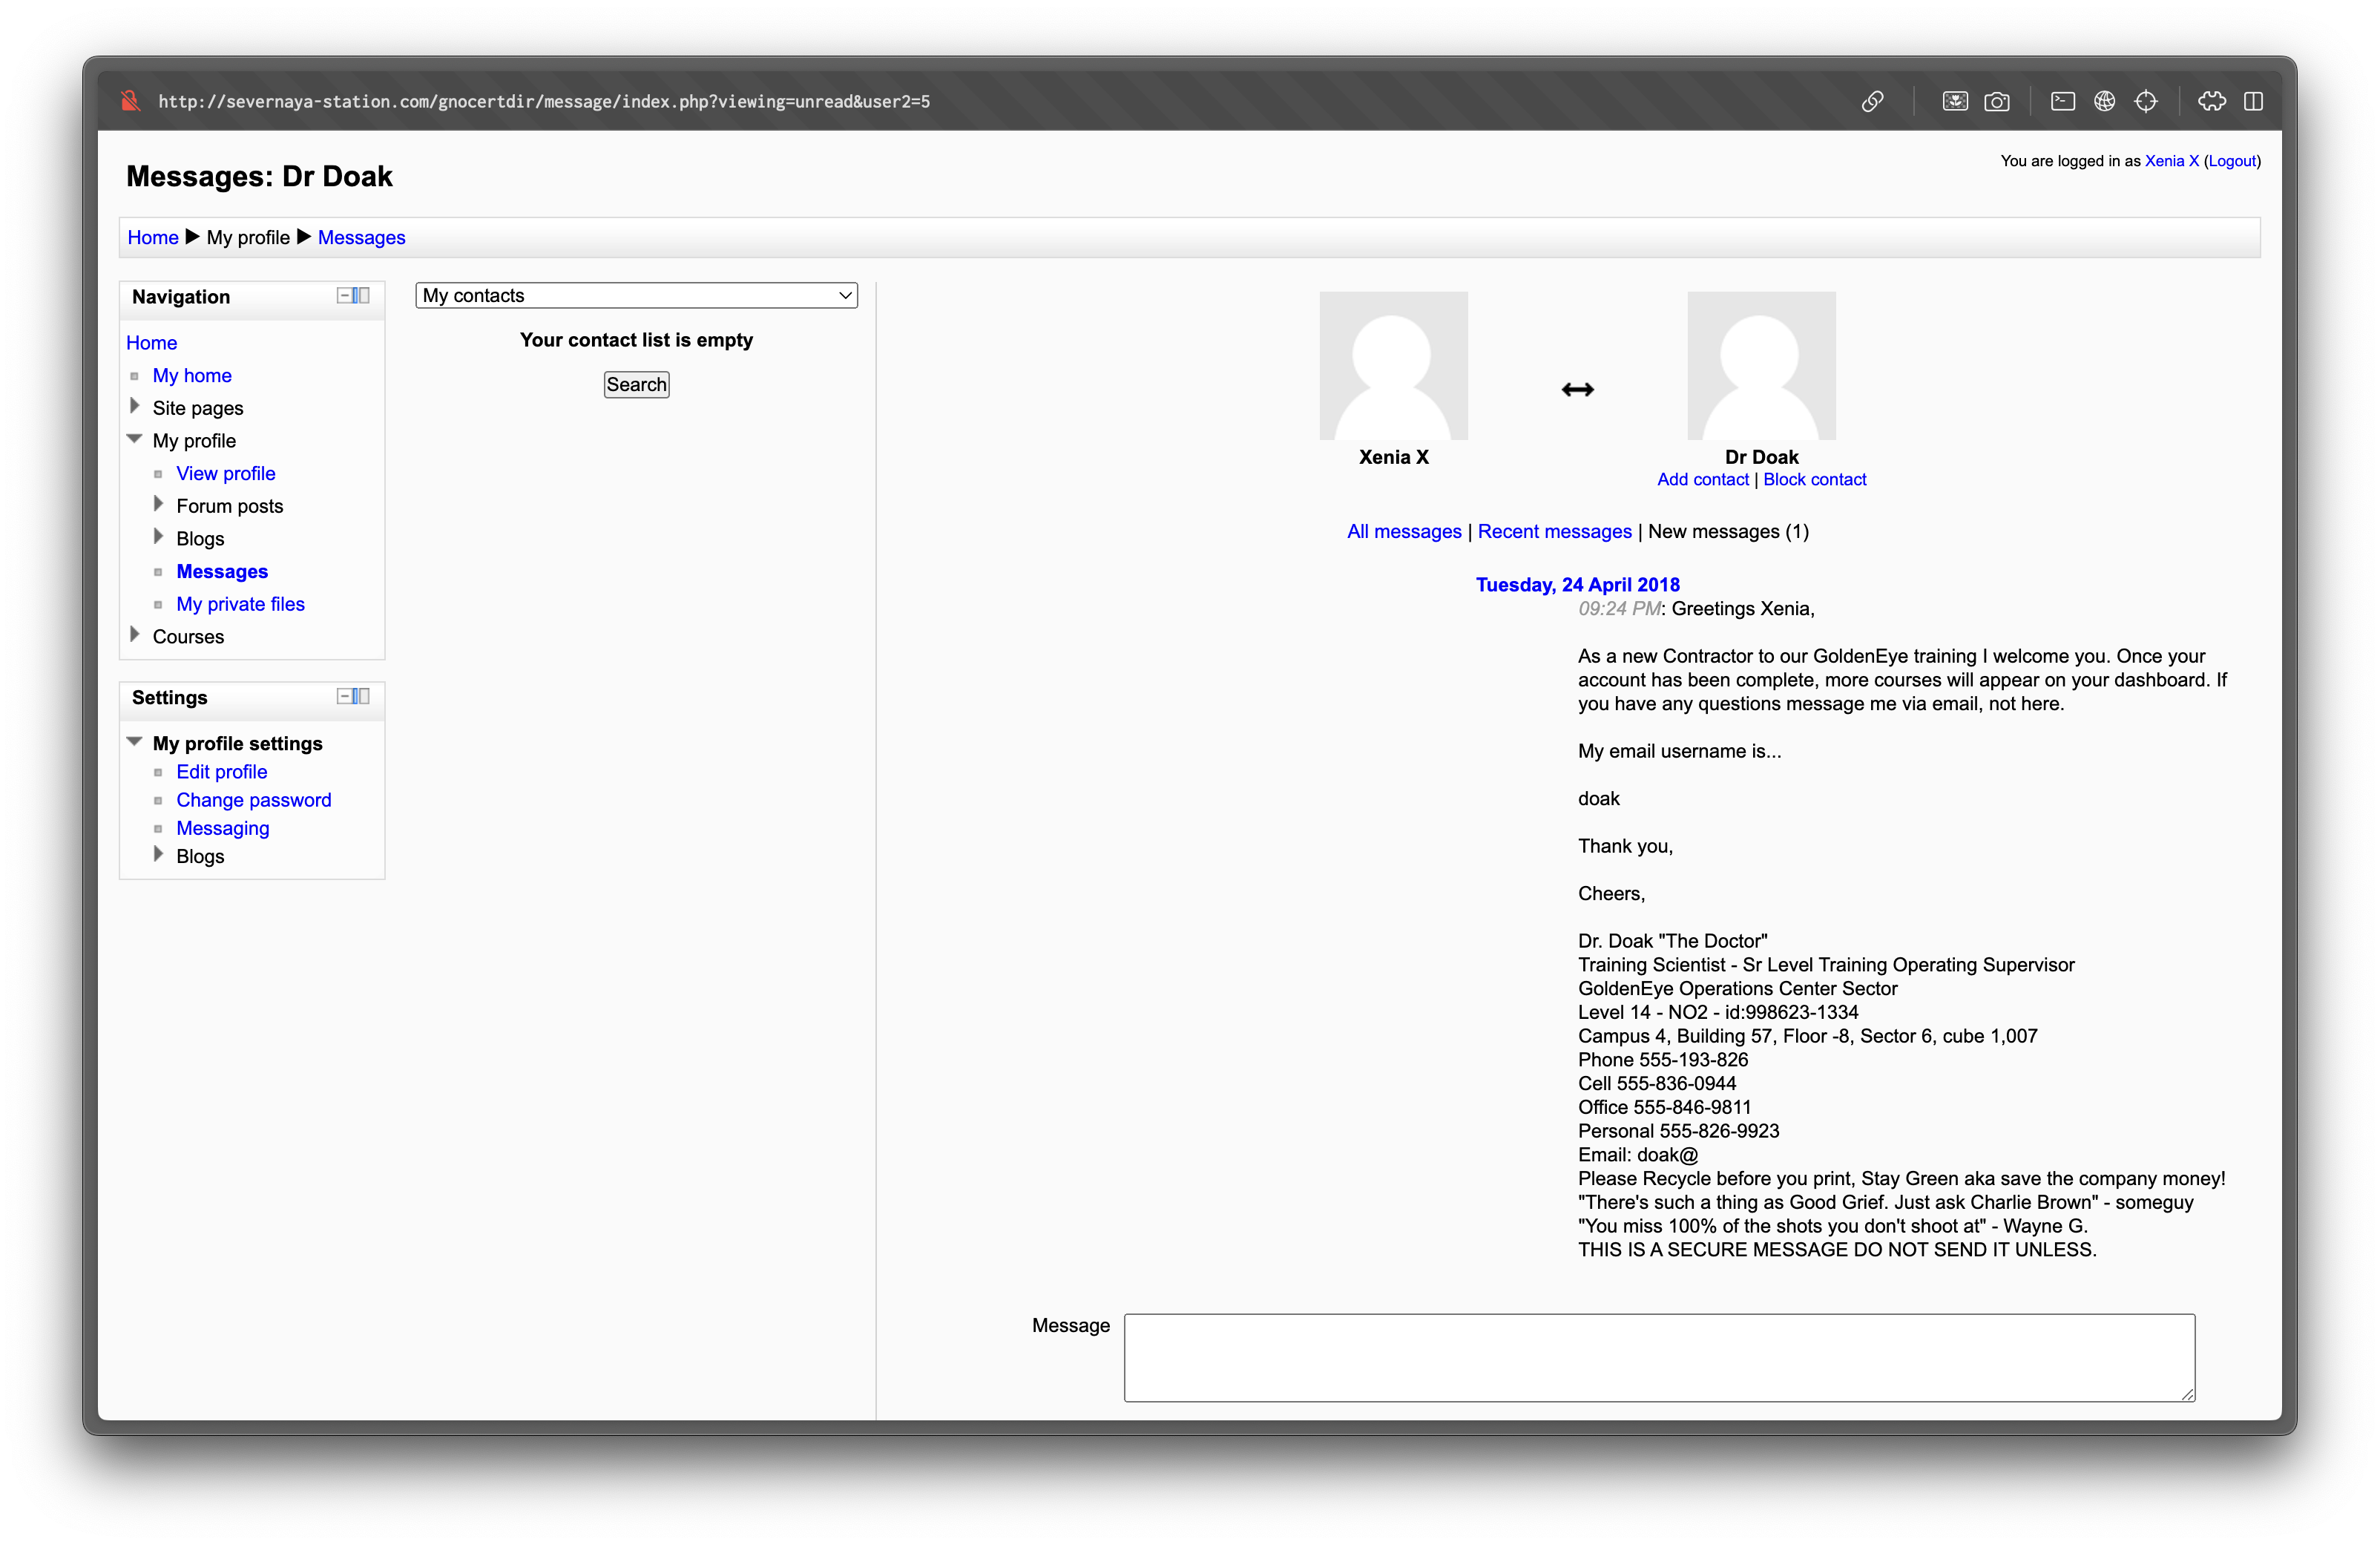 http://severnaya-station.com/gnocertdir/message/index.php?viewing=unread&user2=5
You are logged in as Xenia X (Logout)
Messages: Dr Doak
Home ▶ My profile ▶ Messages
Navigation
Home
My home
Site pages
My profile
View profile
Forum posts
Blogs
Messages
My private files
Courses
Settings
My profile settings
Edit profile
Change password
Messaging
Blogs
My contacts
Your contact list is empty
Search
Xenia X
Dr Doak
Add contact | Block contact
All messages | Recent messages | New messages (1)
Tuesday, 24 April 2018
09:24 PM: Greetings Xenia,
As a new Contractor to our GoldenEye training I welcome you. Once your
account has been complete, more courses will appear on your dashboard. If
you have any questions message me via email, not here.
My email username is...
doak
Thank you,
Cheers,
Dr. Doak "The Doctor"
Training Scientist - Sr Level Training Operating Supervisor
GoldenEye Operations Center Sector
Level 14 - NO2 - id:998623-1334
Campus 4, Building 57, Floor -8, Sector 6, cube 1,007
Phone 555-193-826
Cell 555-836-0944
Office 555-846-9811
Personal 555-826-9923
Email: doak@
Please Recycle before you print, Stay Green aka save the company money!
"There's such a thing as Good Grief. Just ask Charlie Brown" - someguy
"You miss 100% of the shots you don't shoot at" - Wayne G.
THIS IS A SECURE MESSAGE DO NOT SEND IT UNLESS.
Message